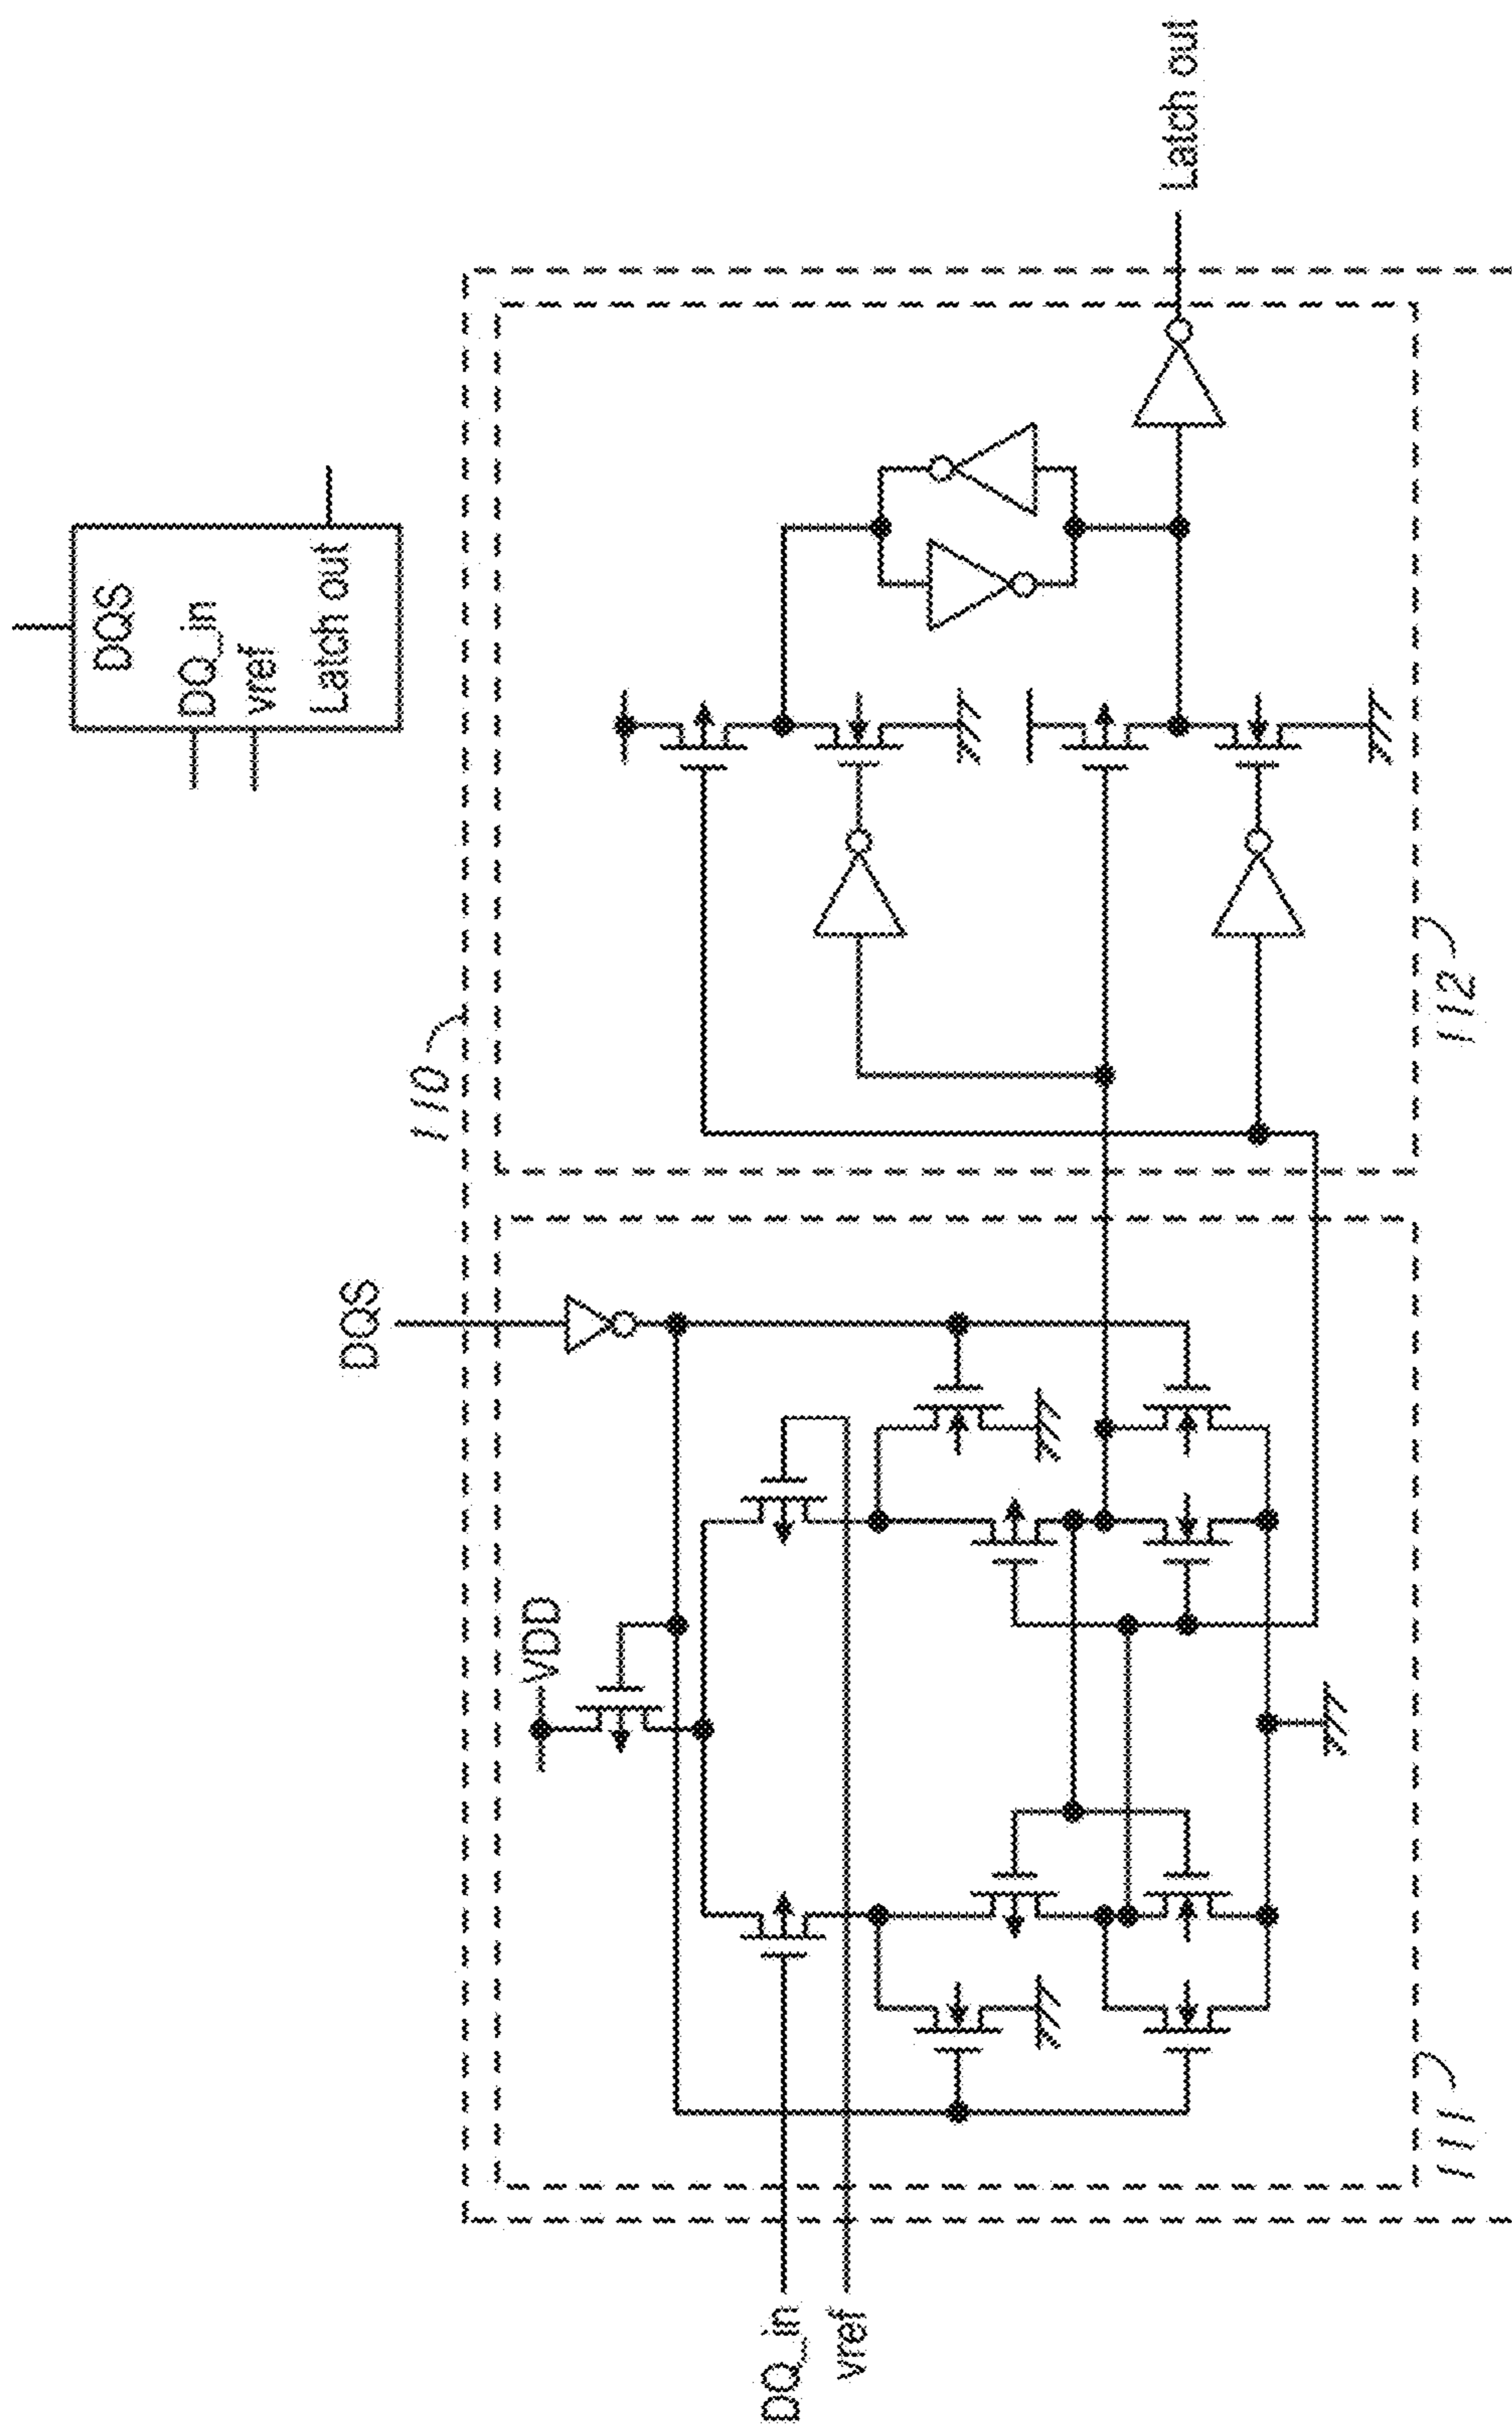 DQS
DQ_in
vref
Latch out
110
DQS
VDD
DQ_in
vref
Latch out
111
112